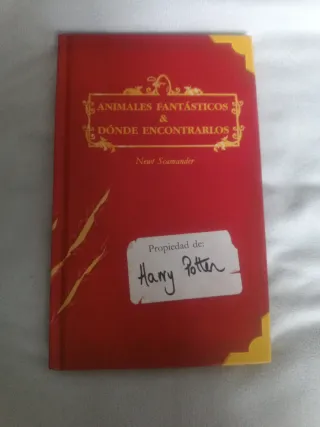 ANIMALES FANTÁSTICOS
&
DÓNDE ENCONTRARLOS
Newt Scamander
Propiedad de:
Harry Potter